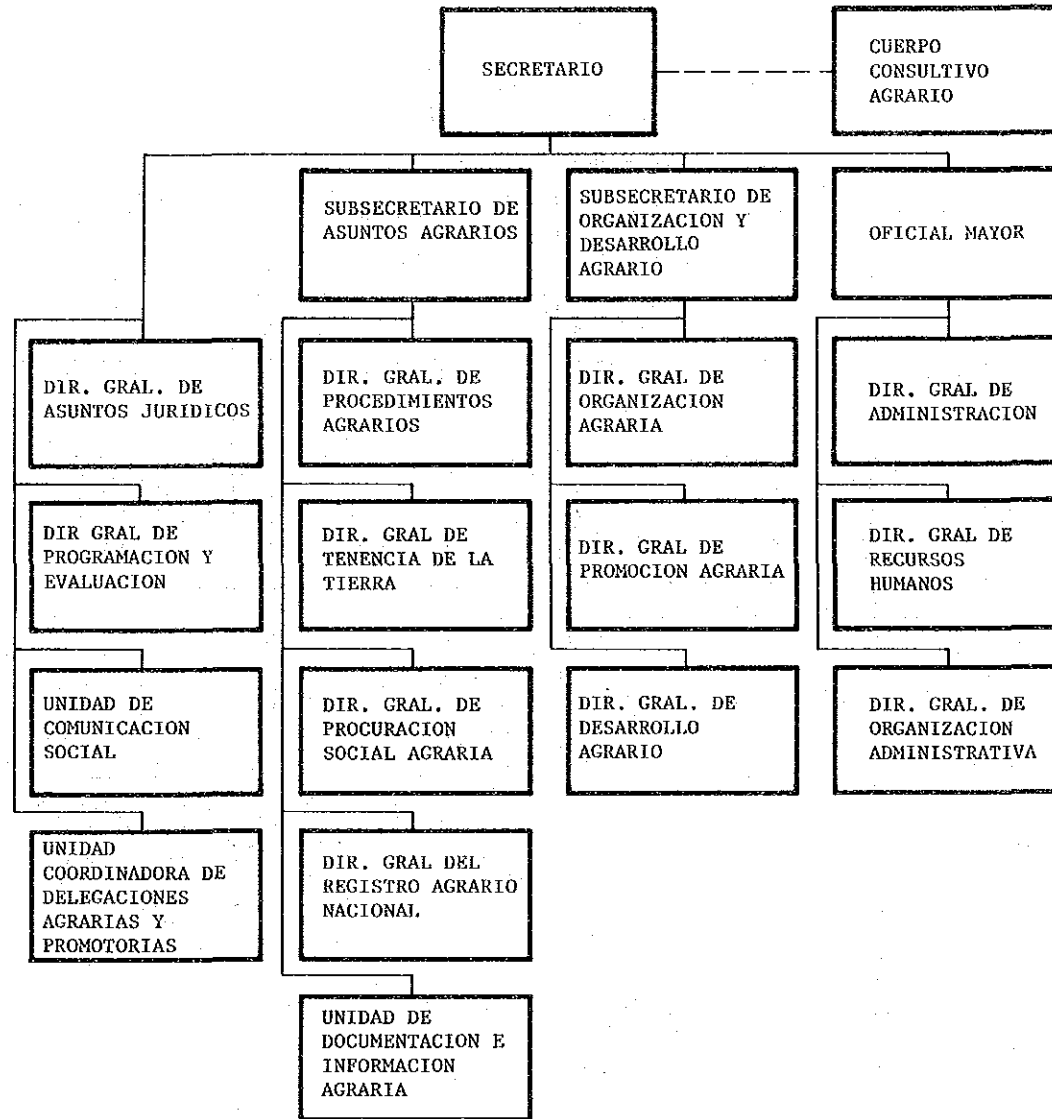 SECRETARIO
CUERPO
CONSULTIVO
AGRARIO
SUBSECRETARIO DE
ASUNTOS AGRARIOS
SUBSECRETARIO DE
ORGANIZACION Y
DESARROLLO
AGRARIO
OFICIAL MAYOR
DIR. GRAL. DE
ASUNTOS JURIDICOS
DIR. GRAL. DE
PROCEDIMIENTOS
AGRARIOS
DIR. GRAL DE
ORGANIZACION
AGRARIA
DIR. GRAL DE
ADMINISTRACION
DIR GRAL DE
PROGRAMACION Y
EVALUACION
DIR. GRAL DE
TENENCIA DE LA
TIERRA
DIR. GRAL DE
PROMOCION AGRARIA
DIR. GRAL DE
RECURSOS
HUMANOS
UNIDAD DE
COMUNICACION
SOCIAL
DIR. GRAL. DE
PROCURACION
SOCIAL AGRARIA
DIR. GRAL. DE
DESARROLLO
AGRARIO
DIR. GRAL. DE
ORGANIZACION
ADMINISTRATIVA
UNIDAD
COORDINADORA DE
DELEGACIONES
AGRARIAS Y
PROMOTORIAS
DIR. GRAL DEL
REGISTRO AGRARIO
NACIONAL
UNIDAD DE
DOCUMENTACION E
INFORMACION
AGRARIA